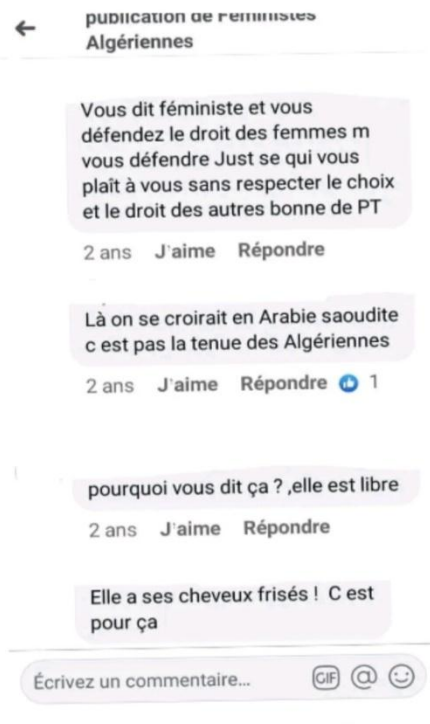 publication de Féministes
Algériennes
Vous dit féministe et vous
défendez le droit des femmes m
vous défendre Just se qui vous
plaît à vous sans respecter le choix
et le droit des autres bonne de PT
2 ans J'aime Répondre
Là on se croirait en Arabie saoudite
c est pas la tenue des Algériennes
2 ans J'aime Répondre 1
pourquoi vous dit ça ? ,elle est libre
2 ans J'aime Répondre
Elle a ses cheveux frisés ! C est
pour ça
Écrivez un commentaire... GIF @